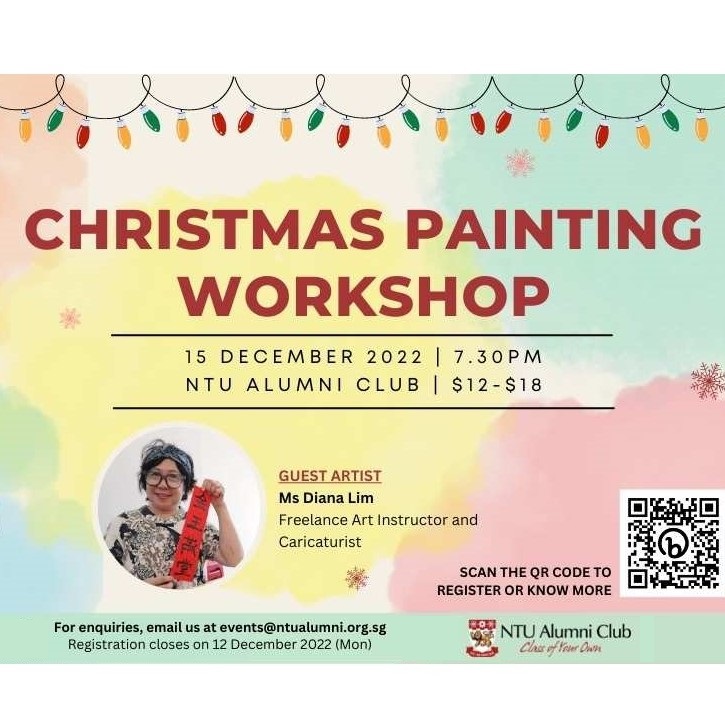 CHRISTMAS PAINTING
WORKSHOP
15 DECEMBER 2022 | 7.30PM
NTU ALUMNI CLUB | $12-$18
GUEST ARTIST
Ms Diana Lim
Freelance Art Instructor and
Caricaturist
SCAN THE QR CODE TO
REGISTER OR KNOW MORE
b
For enquiries, email us at events@ntualumni.org.sg
Registration closes on 12 December 2022 (Mon)
NTU Alumni Club
Class of Your Own